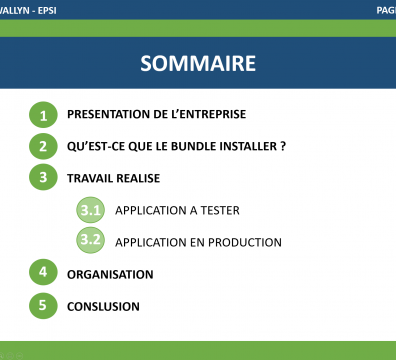 WALLYN - EPSI
PAGE
SOMMAIRE
1 PRESENTATION DE L'ENTREPRISE
2 QU'EST-CE QUE LE BUNDLE INSTALLER ?
3 TRAVAIL REALISE
3.1 APPLICATION A TESTER
3.2 APPLICATION EN PRODUCTION
4 ORGANISATION
5 CONSLUSION